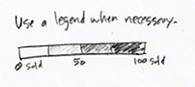 Use a legend when necessary.
0 sold 50 100 sold